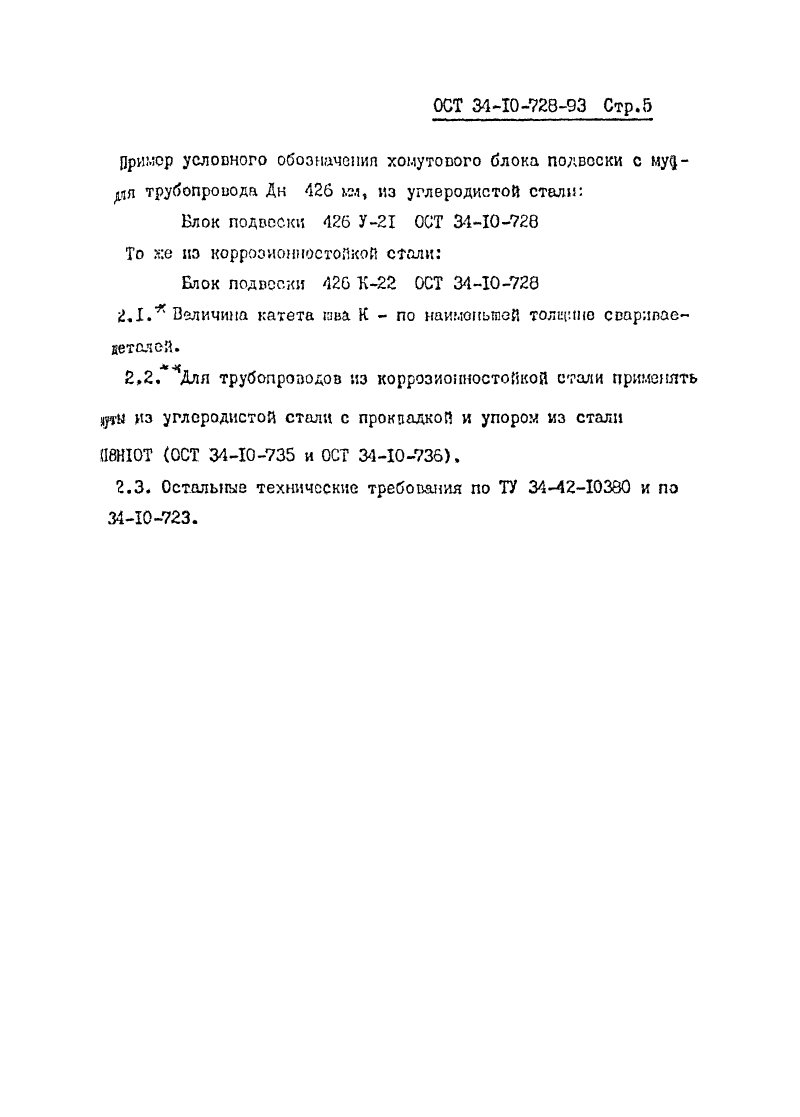 ОСТ 34-10-728-93 Стр.5
Пример условного обозначения хомутового блока подвески с муф-
для трубопровода Дн 426 мм, из углеродистой стали:
Блок подвески 426 У-21 ОСТ 34-10-728
То же из коррозионностойкой стали:
Блок подвески 426 К-22 ОСТ 34-10-728
2.1.* Величина катета шва К - по наименьшей толщине сваривае-
деталей.
2.2.** Для трубопроводов из коррозионностойкой стали применять
из углеродистой стали с прокладкой и упором из стали
18Н10Т (ОСТ 34-10-735 и ОСТ 34-10-736).
2.3. Остальные технические требования по ТУ 34-42-10380 и по
34-10-723.